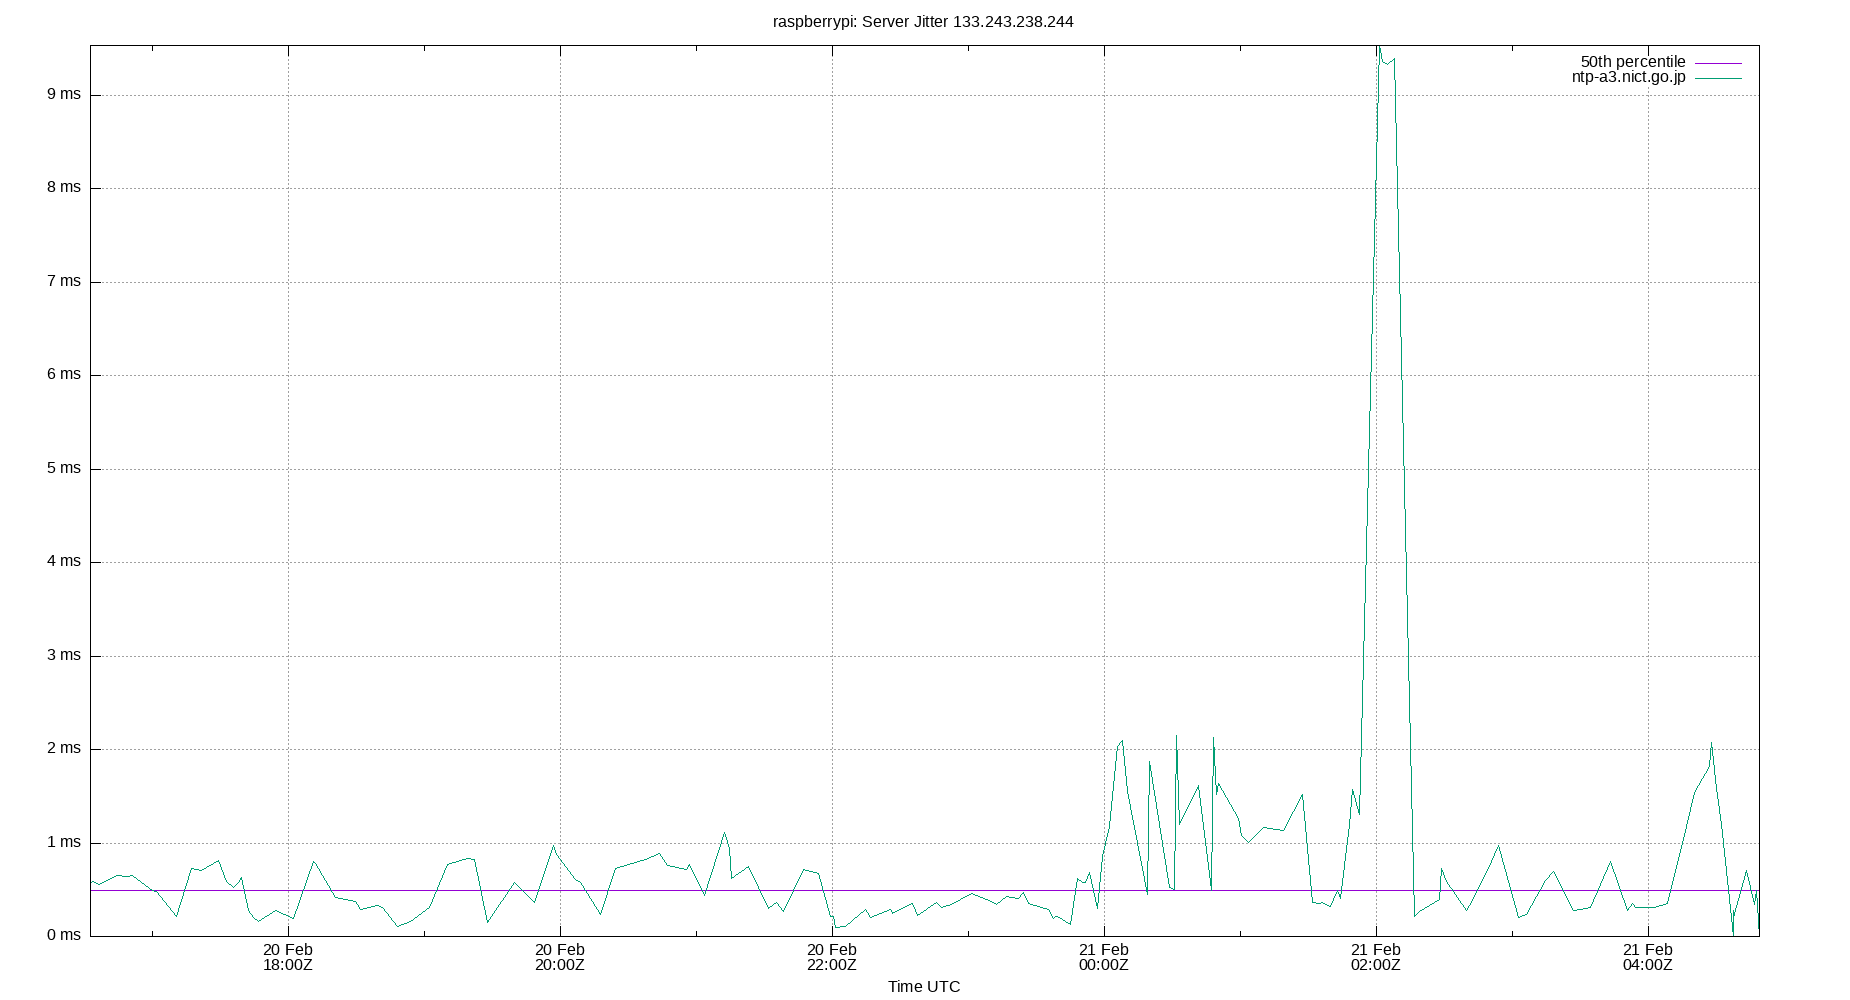 raspberrypi: Server Jitter 133.243.238.244
50th percentile
ntp-a3.nict.go.jp
9 ms
8 ms
7 ms
6 ms
5 ms
4 ms
3 ms
2 ms
1 ms
0 ms
20 Feb 20 Feb 20 Feb 21 Feb 21 Feb 21 Feb
18:00Z 20:00Z 22:00Z 00:00Z 02:00Z 04:00Z
Time UTC